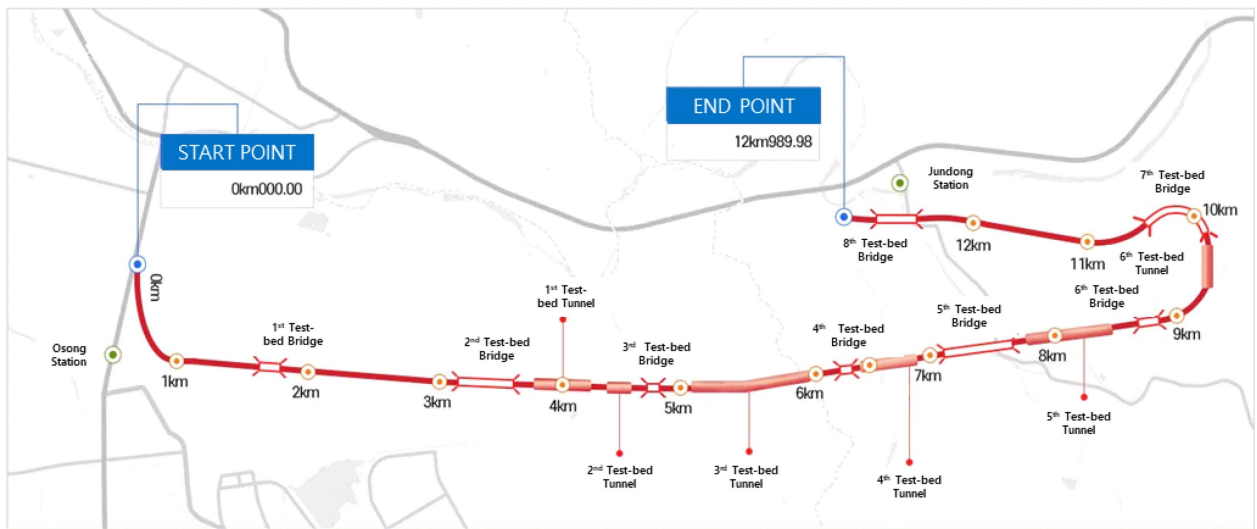 START POINT
0km000.00
END POINT
12km989.98
Jundong
Station
7th Test-bed
Bridge
10km
8th Test-bed
Bridge
12km
11km
6th Test-bed
Tunnel
0km
Osong
Station
1km
1st Test-
bed Bridge
2km
2nd Test-bed
Bridge
3km
1st Test-
bed Tunnel
4km
3rd Test-bed
Bridge
5km
4th Test-bed
Bridge
6km
7km
5th Test-bed
Bridge
8km
6th Test-bed
Bridge
9km
2nd Test-bed
Tunnel
3rd Test-bed
Tunnel
4th Test-bed
Tunnel
5th Test-bed
Tunnel